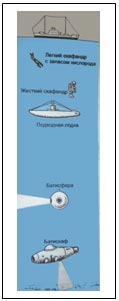 Легкий скафандр
с запасом кислорода
Жесткий скафандр
Подводная лодка
Батисфера
Батискаф